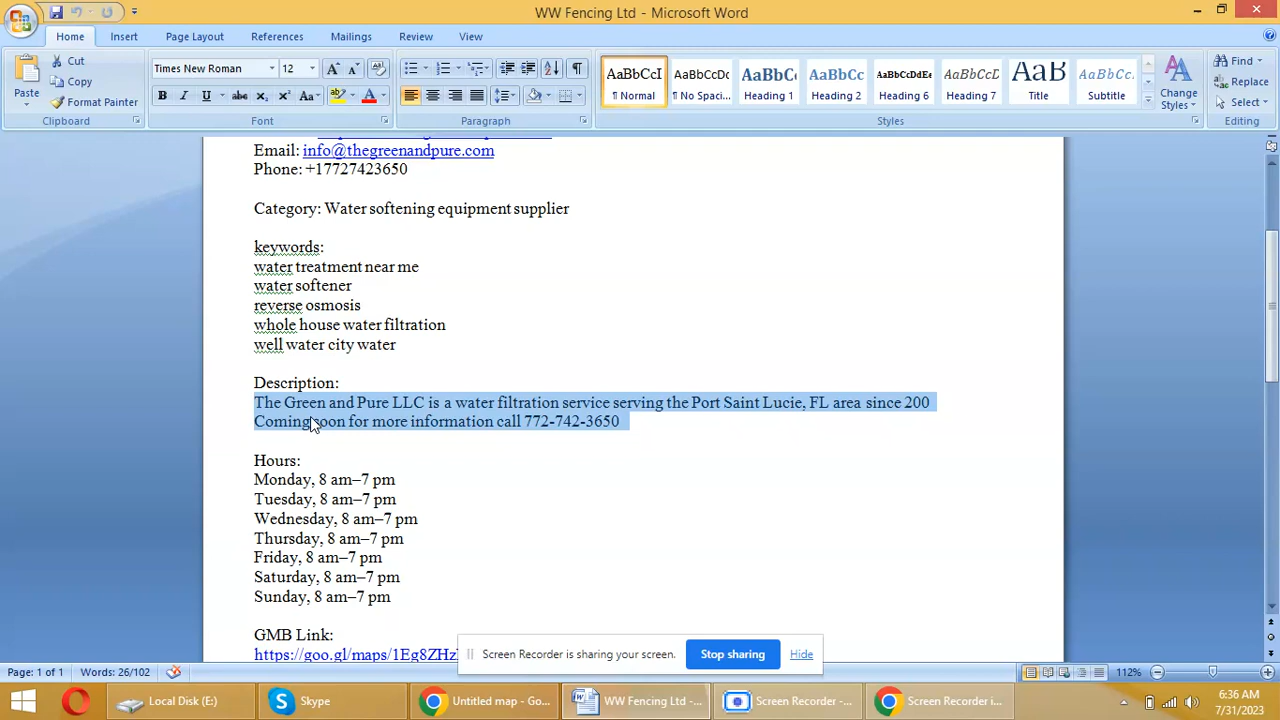 WW Fencing Ltd - Microsoft Word
Home Insert Page Layout References Mailings Review View
Paste Cut Copy Format Painter Clipboard
Times New Roman 12 Font
Paragraph
AaBbCcI AaBbCcDc AaBbC AaBbCc AaBbCcDdEe AaBbCcD AaB AaBbCcC
¶ Normal ¶ No Spaci... Heading 1 Heading 2 Heading 6 Heading 7 Title Subtitle
Change Styles Styles
Find Replace Select Editing
Email: info@thegreenandpure.com
Phone: +17727423650
Category: Water softening equipment supplier
keywords:
water treatment near me
water softener
reverse osmosis
whole house water filtration
well water city water
Description:
The Green and Pure LLC is a water filtration service serving the Port Saint Lucie, FL area since 200
Coming soon for more information call 772-742-3650
Hours:
Monday, 8 am–7 pm
Tuesday, 8 am–7 pm
Wednesday, 8 am–7 pm
Thursday, 8 am–7 pm
Friday, 8 am–7 pm
Saturday, 8 am–7 pm
Sunday, 8 am–7 pm
GMB Link:
https://goo.gl/maps/1Eg8ZHz
Screen Recorder is sharing your screen. Stop sharing Hide
Page: 1 of 1 Words: 26/102 112%
Local Disk (E) Skype Untitled map - Go... WW Fencing Ltd -... Screen Recorder -... Screen Recorder i...
6:36 AM
7/31/2023